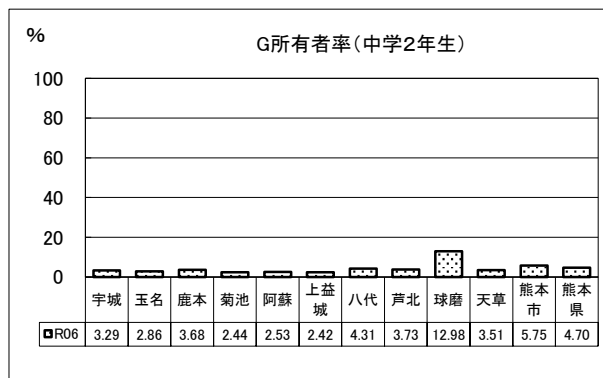 %
G所有者率(中学2年生)
100
80
60
40
20
0
宇城 玉名 鹿本 菊池 阿蘇 上益城 八代 芦北 球磨 天草 熊本市 熊本県
R06 3.29 2.86 3.68 2.44 2.53 2.42 4.31 3.73 12.98 3.51 5.75 4.70